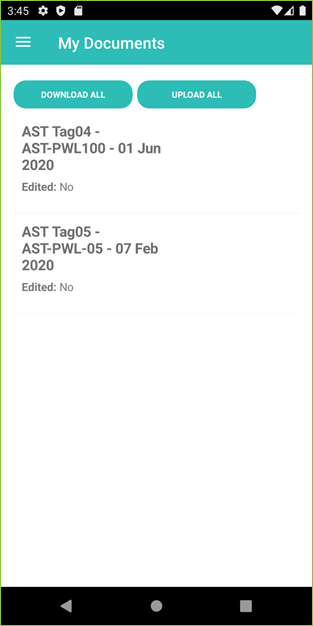 3:45
My Documents
DOWNLOAD ALL
UPLOAD ALL
AST Tag04 -
AST-PWL100 - 01 Jun
2020
Edited: No
AST Tag05 -
AST-PWL-05 - 07 Feb
2020
Edited: No